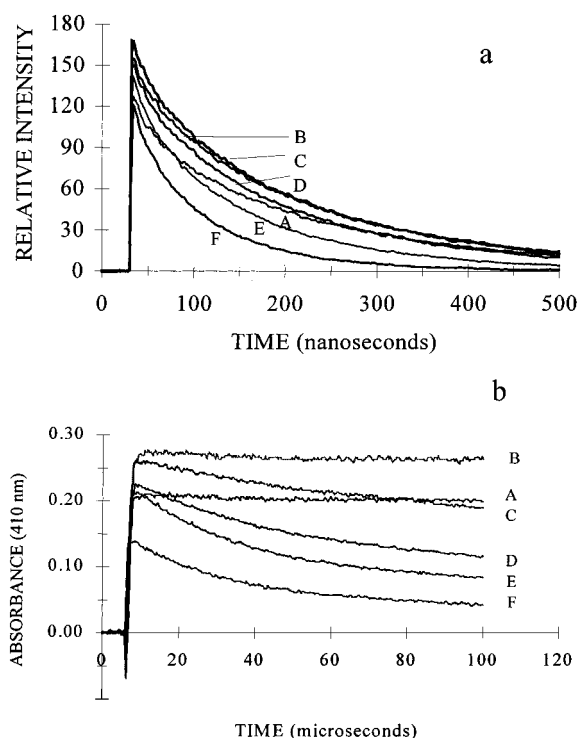 a
RELATIVE INTENSITY
180
150
120
90
60
30
0
B
C
D
E
A
F
0
100
200
300
400
500
TIME (nanoseconds)
b
ABSORBANCE (410 nm)
0.30
0.20
0.10
0.00
B
A
C
D
E
F
0
20
40
60
80
100
120
TIME (microseconds)